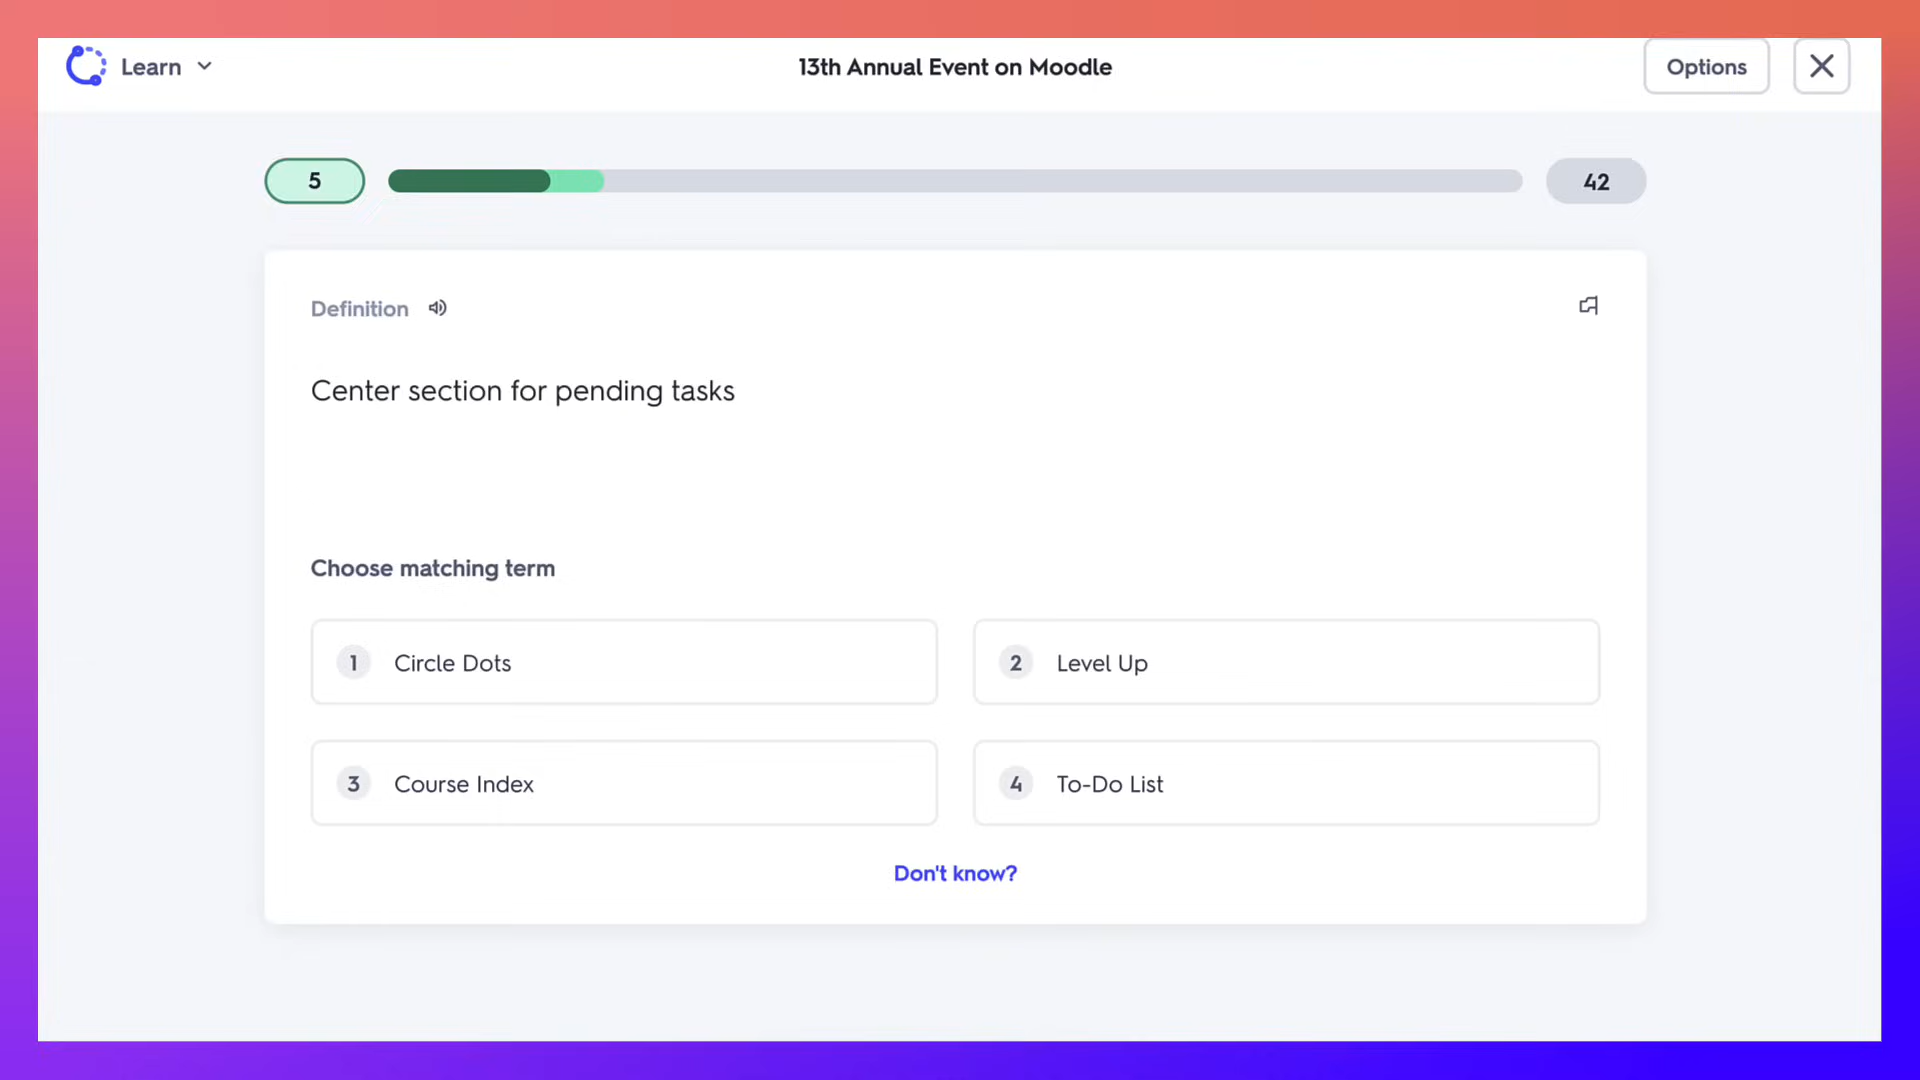 Learn
13th Annual Event on Moodle
Options
5
42
Definition
Center section for pending tasks
Choose matching term
1 Circle Dots
2 Level Up
3 Course Index
4 To-Do List
Don't know?